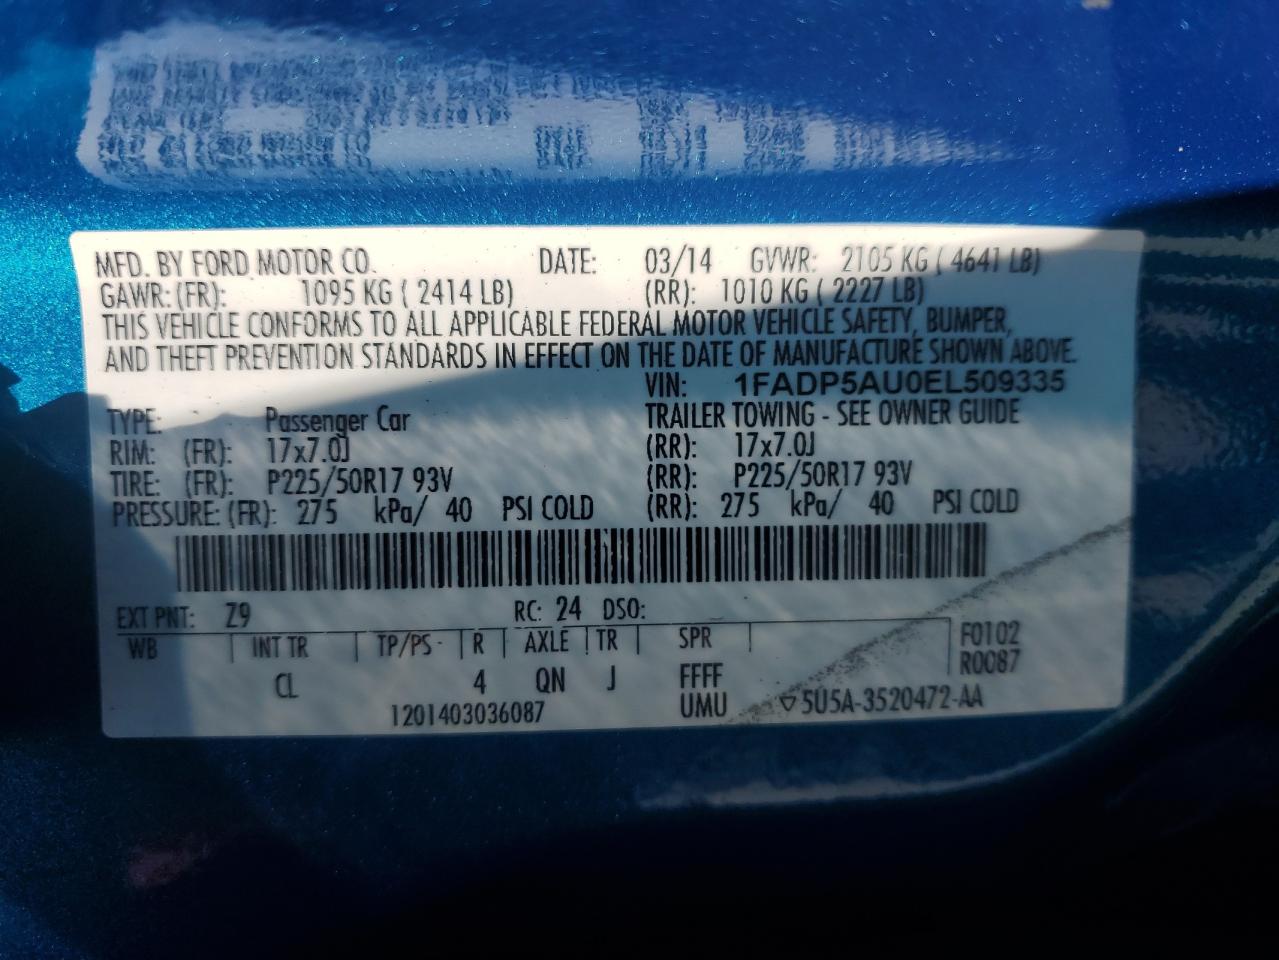 MFD. BY FORD MOTOR CO. DATE: 03/14 GVWR: 2105 KG ( 4641 LB)
GAWR: (FR): 1095 KG ( 2414 LB) (RR): 1010 KG ( 2227 LB)
THIS VEHICLE CONFORMS TO ALL APPLICABLE FEDERAL MOTOR VEHICLE SAFETY, BUMPER,
AND THEFT PREVENTION STANDARDS IN EFFECT ON THE DATE OF MANUFACTURE SHOWN ABOVE.
VIN: 1FADP5AU0EL509335
TYPE: Passenger Car TRAILER TOWING - SEE OWNER GUIDE
RIM: (FR): 17x7.0J (RR): 17x7.0J
TIRE: (FR): P225/50R17 93V (RR): P225/50R17 93V
PRESSURE: (FR): 275 kPa/ 40 PSI COLD (RR): 275 kPa/ 40 PSI COLD
EXT PNT: Z9 RC: 24 DSO:
WB INT TR TP/PS R AXLE TR SPR F0102
R0087
CL 4 QN J FFFF
1201403036087 UMU 5U5A-3520472-AA